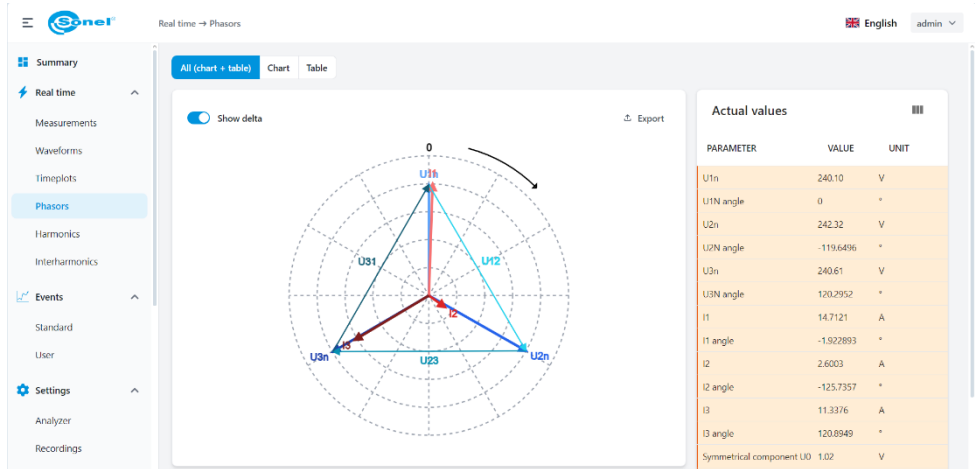 Sonel®
Real time → Phasors
English
admin
Summary
Real time
Measurements
Waveforms
Timeplots
Phasors
Harmonics
Interharmonics
Events
Standard
User
Settings
Analyzer
Recordings
All (chart + table) Chart Table
Show delta
Export
0
U1n
I1
U31
U12
I2
I3
U3n
U23
U2n
Actual values
PARAMETER VALUE UNIT
U1n 240.10 V
U1N angle 0 °
U2n 242.32 V
U2N angle -119.6496 °
U3n 240.61 V
U3N angle 120.2952 °
I1 14.7121 A
I1 angle -1.922893 °
I2 2.6003 A
I2 angle -125.7357 °
I3 11.3376 A
I3 angle 120.8949 °
Symmetrical component U0 1.02 V